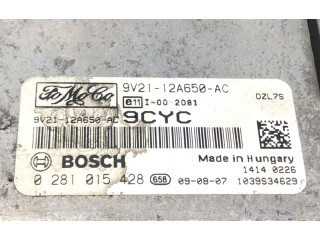 FoMoCo 9V21-12A650-AC
e11 I-00 2081 DZL7S
9V21-12A650-AC 9CYC
BOSCH Made in Hungary
1414 0226
0 281 015 428 658 09-08-07 1039S34629